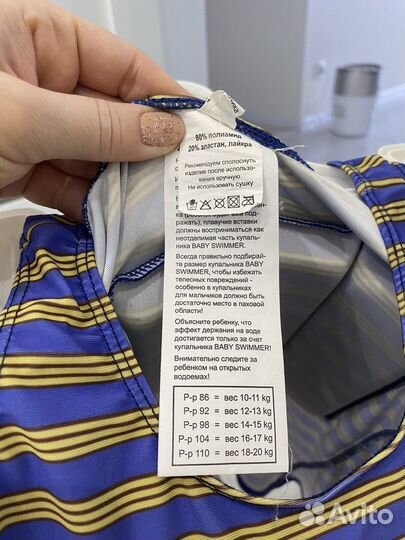 80% полиамид
20% эластан, лайкра
Рекомендуем сполоснуть
изделие после использо-
вания вручную
Не использовать сушку
плавучие вставки
должны восприниматься как
неотделимая часть купаль-
ника BABY SWIMMER.
Всегда правильно подбирай-
те размер купальника BABY
SWIMMER, чтобы избежать
телесных повреждений -
особенно в купальниках
для мальчиков должно быть
достаточно место в паховой
области!
Объясните ребенку, что
эффект держания на воде
достигается только за счет
купальника BABY SWIMMER!
Внимательно следите за
ребенком на открытых
водоемах!
Р-р 86 = вес 10-11 kg
Р-р 92 = вес 12-13 kg
Р-р 98 = вес 14-15 kg
Р-р 104 = вес 16-17 kg
Р-р 110 = вес 18-20 kg
Avito